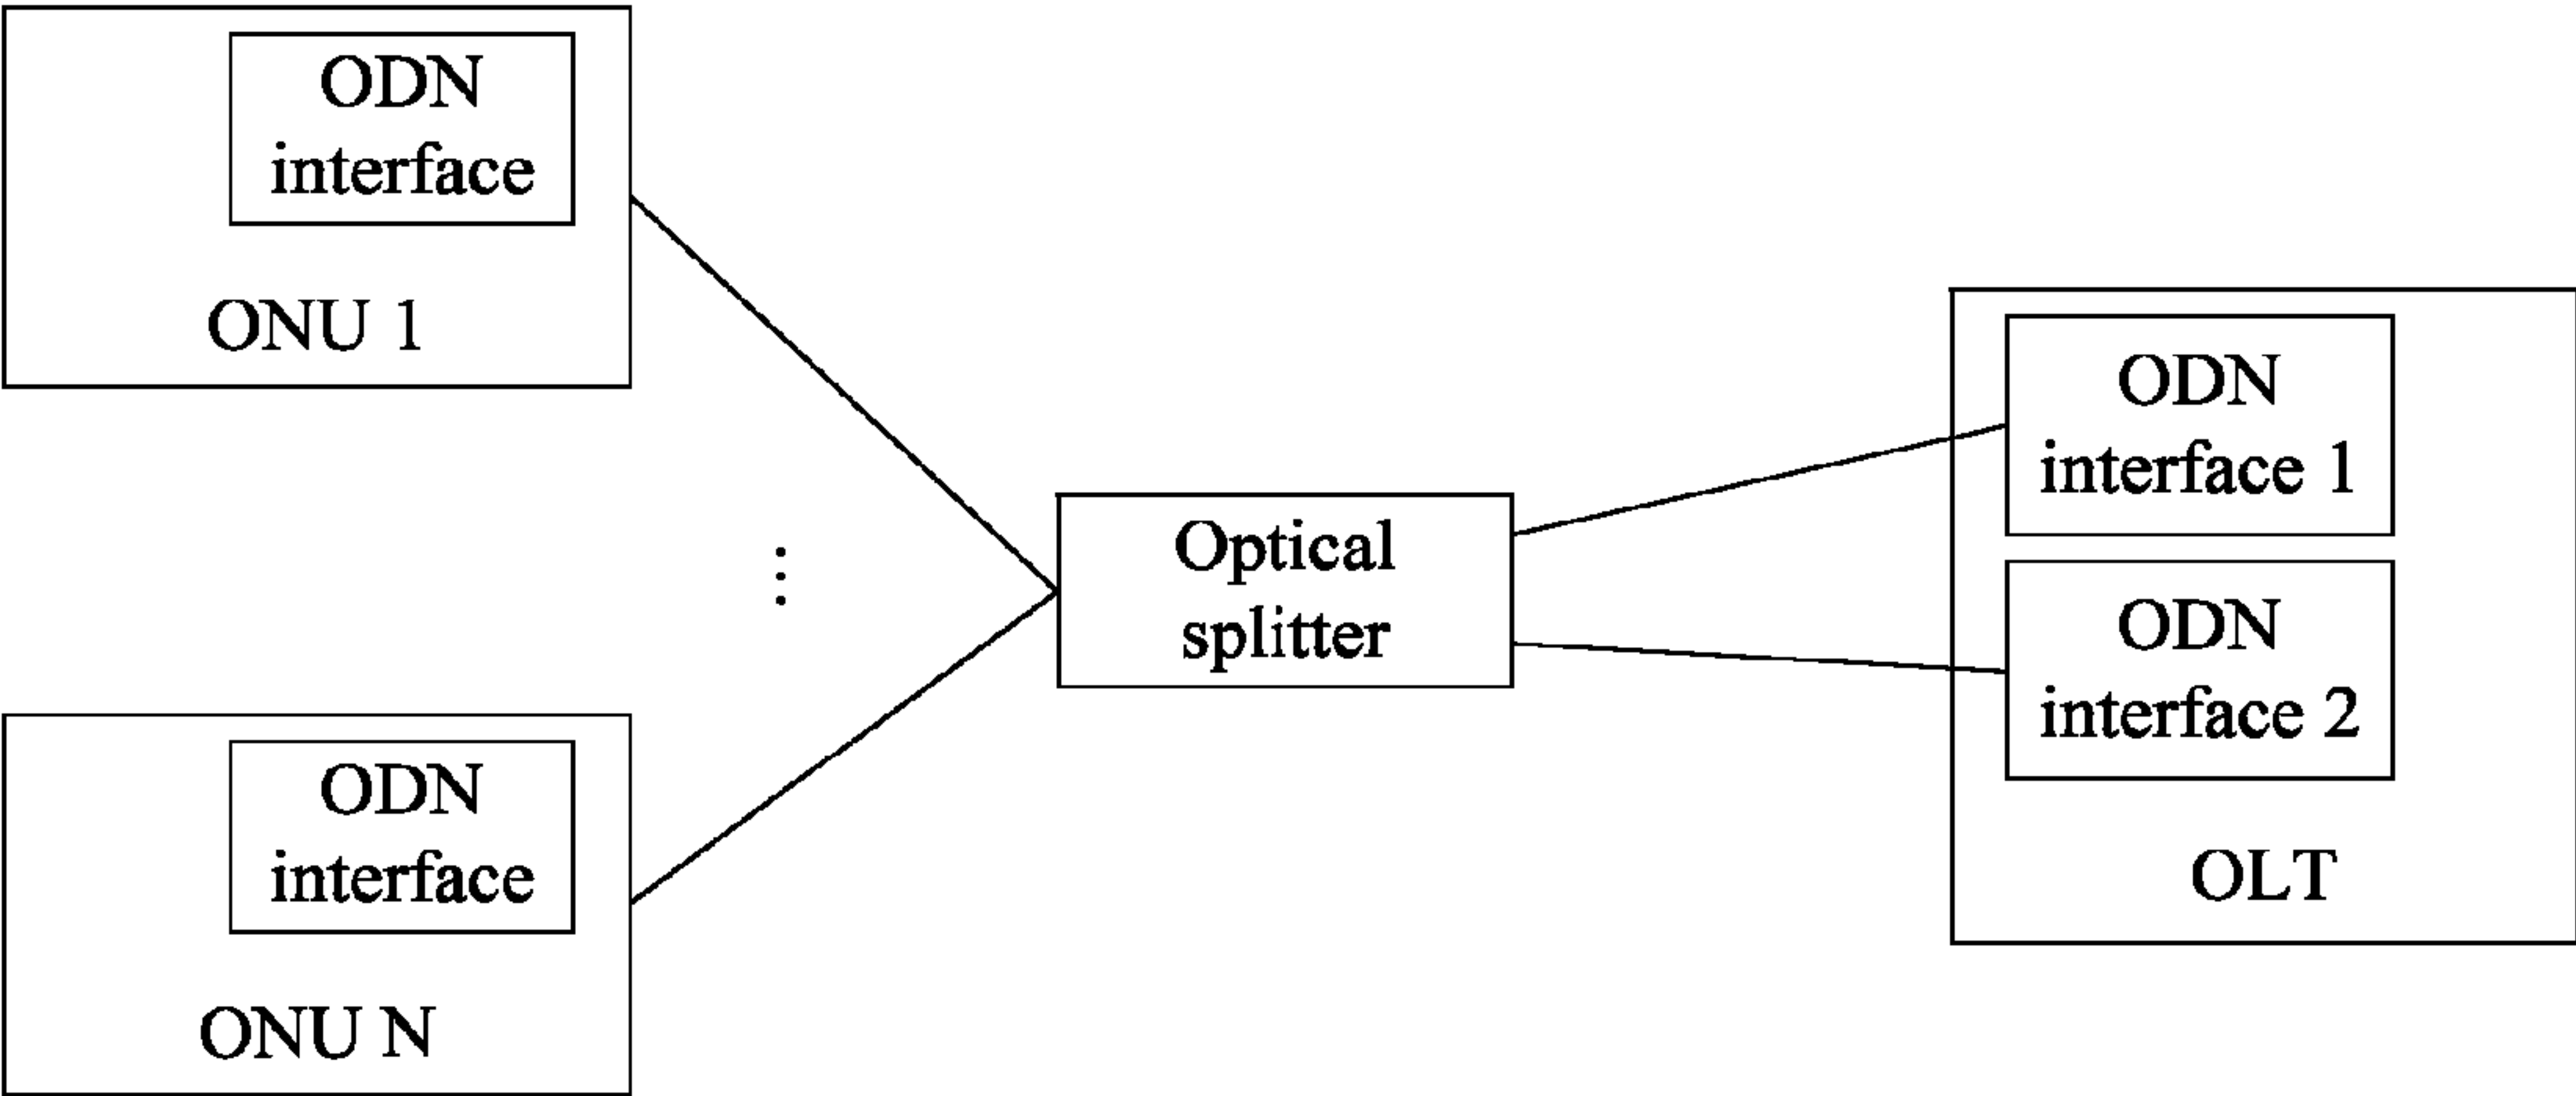 ODN
interface
ONU 1
ODN
interface
ONU N
Optical
splitter
ODN
interface 1
ODN
interface 2
OLT